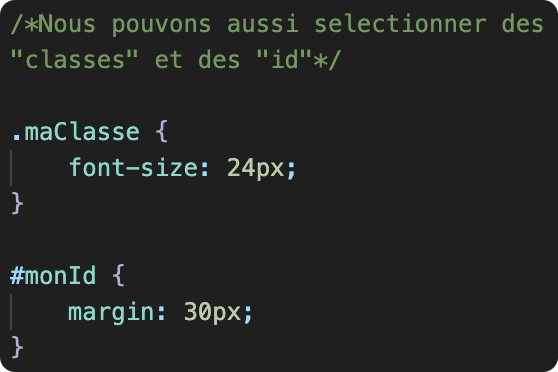 /*Nous pouvons aussi selectionner des
"classes" et des "id"*/
.maClasse {
font-size: 24px;
}
#monId {
margin: 30px;
}